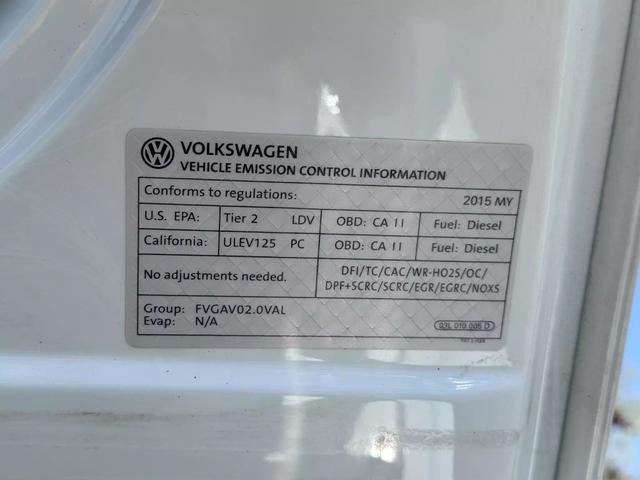 VOLKSWAGEN
VEHICLE EMISSION CONTROL INFORMATION
Conforms to regulations: 2015 MY
U.S. EPA: Tier 2 LDV OBD: CA II Fuel: Diesel
California: ULEV125 PC OBD: CA II Fuel: Diesel
No adjustments needed.
DFI/TC/CAC/WR-HO2S/OC/
DPF+SCRC/SCRC/EGR/EGRC/NOXS
Group: FVGAV02.0VAL
Evap: N/A
03L 010 005 D